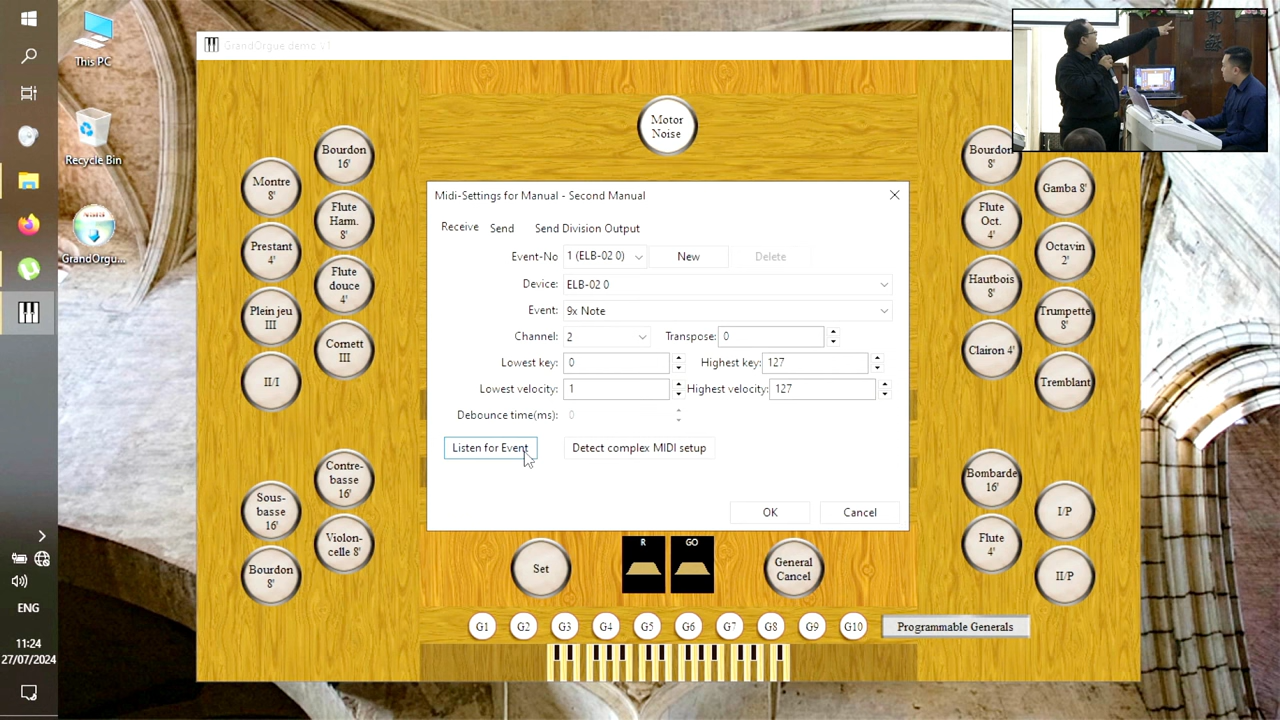 This PC
Recycle Bin
GrandOrgu...
ENG
11:24
27/07/2024
GrandOrgue demo V1
Motor
Noise
Bourdon
16'
Montre
8'
Flute
Harm.
8'
Prestant
4'
Flute
douce
4'
Plein jeu
III
Cornett
III
II/I
Bourdon
8'
Gamba 8'
Flute
Oct.
4'
Octavin
2'
Hautbois
8'
Trumpette
8'
Clairon 4'
Tremblant
Midi-Settings for Manual - Second Manual
Receive Send Send Division Output
Event-No 1 (ELB-02 0) New Delete
Device: ELB-02 0
Event: 9x Note
Channel: 2 Transpose: 0
Lowest key: 0 Highest key: 127
Lowest velocity: 1 Highest velocity: 127
Debounce time(ms): 0
Listen for Event Detect complex MIDI setup
OK Cancel
Contre-
basse
16'
Sous-
basse
16'
Violon-
celle 8'
Bourdon
8'
Bombarde
16'
I/P
Flute
4'
II/P
Set
R
GO
General
Cancel
G1 G2 G3 G4 G5 G6 G7 G8 G9 G10 Programmable Generals